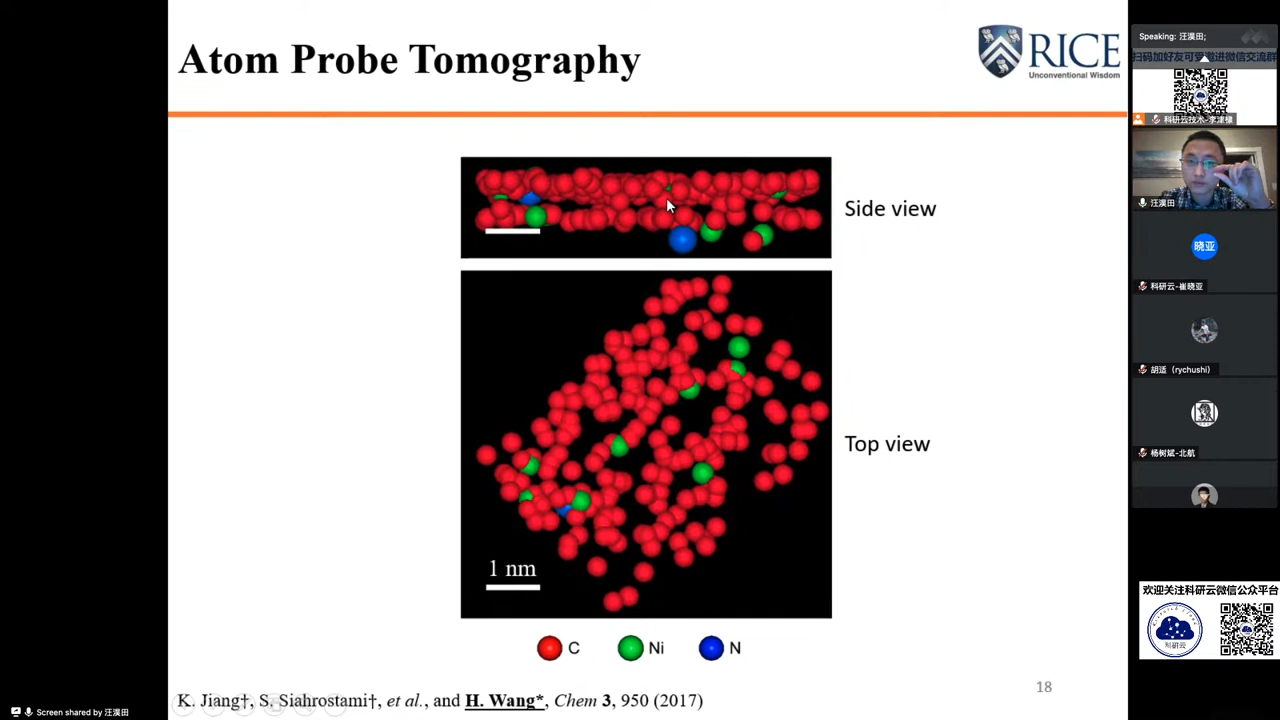 Atom Probe Tomography
RICE
Unconventional Wisdom
Side view
Top view
1 nm
C
Ni
N
K. Jiang†, S. Siahrostami†, et al., and H. Wang*, Chem 3, 950 (2017)
18
Screen shared by 汪淏田
Speaking: 汪淏田;
扫码加好友可受邀进微信交流群
科研云技术-李津棣
汪淏田
晓亚
科研云-崔晓亚
胡适（rychushi）
杨树斌-北航
欢迎关注科研云微信公众平台
科研云